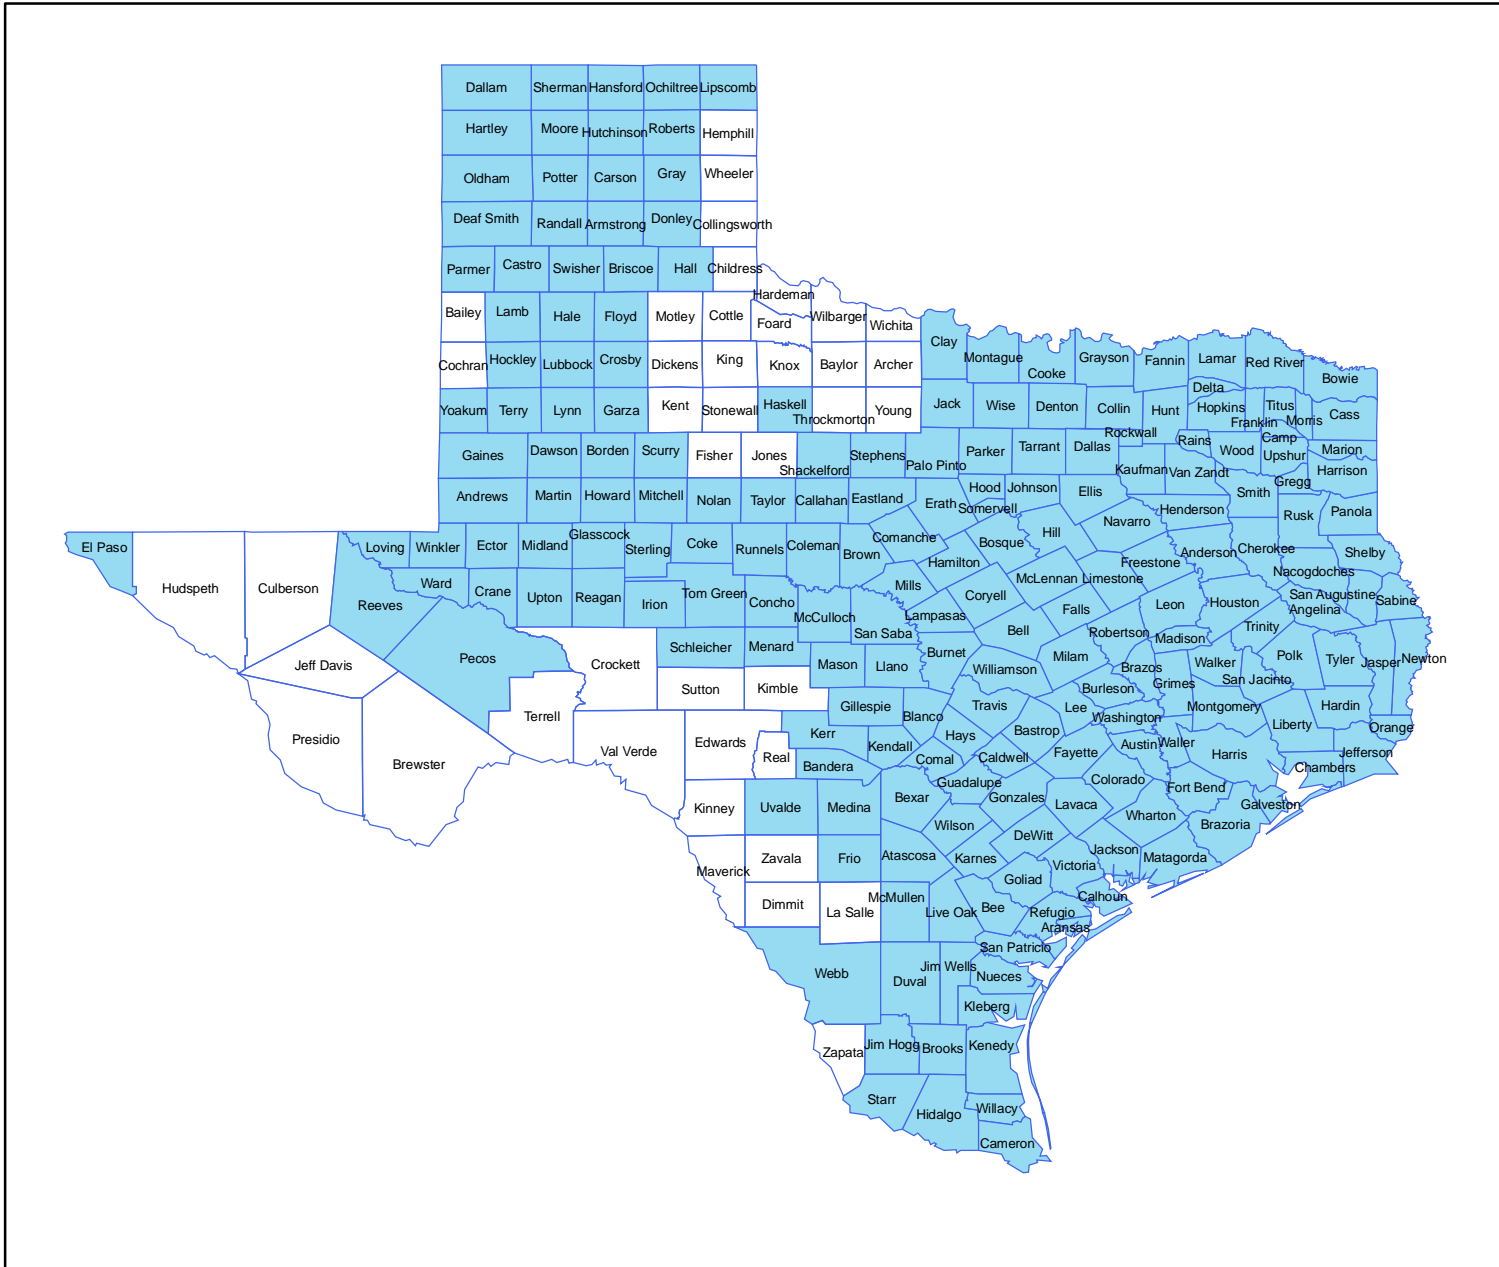 Dallam Sherman Hansford Ochiltree Lipscomb
Hartley Moore Hutchinson Roberts Hemphill
Oldham Potter Carson Gray Wheeler
Deaf Smith Randall Armstrong Donley Collingsworth
Parmer Castro Swisher Briscoe Hall Childress
Hardeman
Bailey Lamb Hale Floyd Motley Cottle Foard Wilbarger Wichita
Clay Montague Cooke Grayson Fannin Lamar Red River Bowie
Cochran Hockley Lubbock Crosby Dickens King Knox Baylor Archer
Delta
Yoakum Terry Lynn Garza Kent Stonewall Haskell Throckmorton Young Jack Wise Denton Collin Hunt Hopkins Franklin Titus Morris Cass
Rockwall Rains Camp
Gaines Dawson Borden Scurry Fisher Jones Shackelford Stephens Palo Pinto Parker Tarrant Dallas Kaufman Van Zandt Wood Upshur Marion
Harrison
Gregg
Andrews Martin Howard Mitchell Nolan Taylor Callahan Eastland Erath Hood Somervell Johnson Ellis Henderson Smith Rusk Panola
El Paso Loving Winkler Ector Midland Glasscock Sterling Coke Runnels Coleman Brown Comanche Bosque Hill Navarro
Anderson Cherokee Shelby
Hamilton Freestone Nacogdoches
Hudspeth Culberson Reeves Ward Crane Upton Reagan Irion Tom Green Concho McCulloch Mills Coryell McLennan Limestone
San Augustine Sabine
Lampasas Falls Leon Houston Angelina
San Saba Bell Robertson Madison Trinity
Jeff Davis Pecos Crockett Schleicher Menard Mason Llano Burnet Williamson Milam Brazos Grimes Walker San Jacinto Polk Tyler Jasper Newton
Sutton Kimble Burleson
Terrell Gillespie Blanco Travis Lee Washington Montgomery Liberty Hardin Orange
Presidio Brewster Val Verde Edwards Real Kerr Kendall Hays Bastrop Fayette Austin Waller Harris Jefferson
Bandera Comal Caldwell Chambers
Kinney Uvalde Medina Bexar Guadalupe Gonzales Colorado Fort Bend Galveston
Wilson Lavaca Wharton Brazoria
Maverick Zavala Frio Atascosa Karnes DeWitt Jackson Matagorda
Goliad Victoria
Dimmit La Salle McMullen Live Oak Bee Refugio Calhoun
Aransas
San Patricio
Webb Duval Jim Wells Nueces
Kleberg
Zapata Jim Hogg Brooks Kenedy
Starr Hidalgo Willacy
Cameron